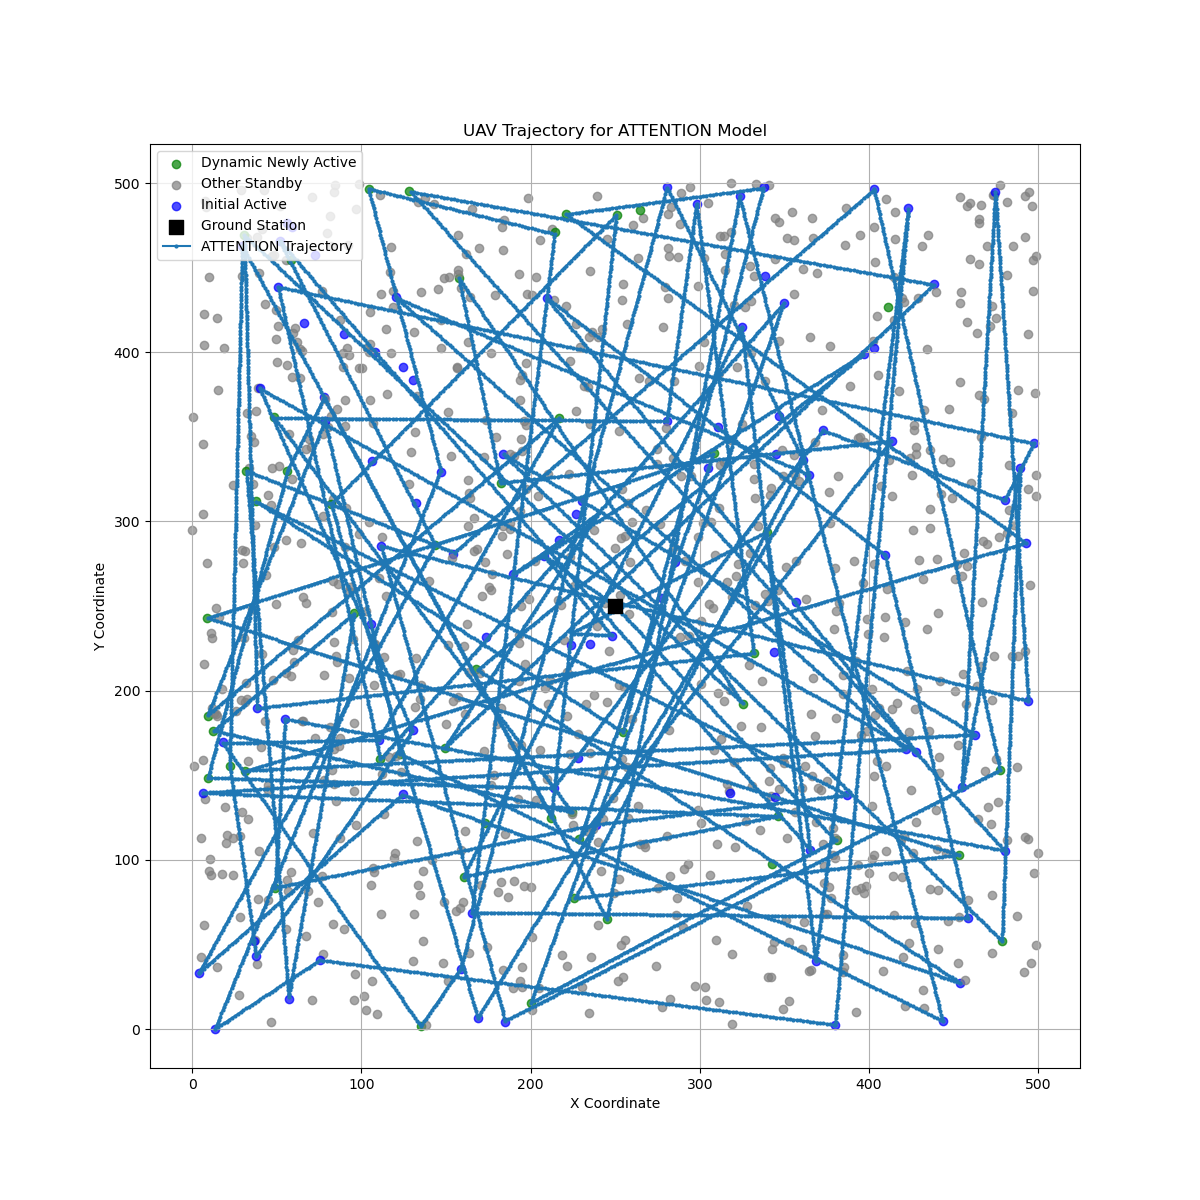 UAV Trajectory for ATTENTION Model
Dynamic Newly Active
Other Standby
Initial Active
Ground Station
ATTENTION Trajectory
500
400
300
200
100
0
Y Coordinate
0 100 200 300 400 500
X Coordinate